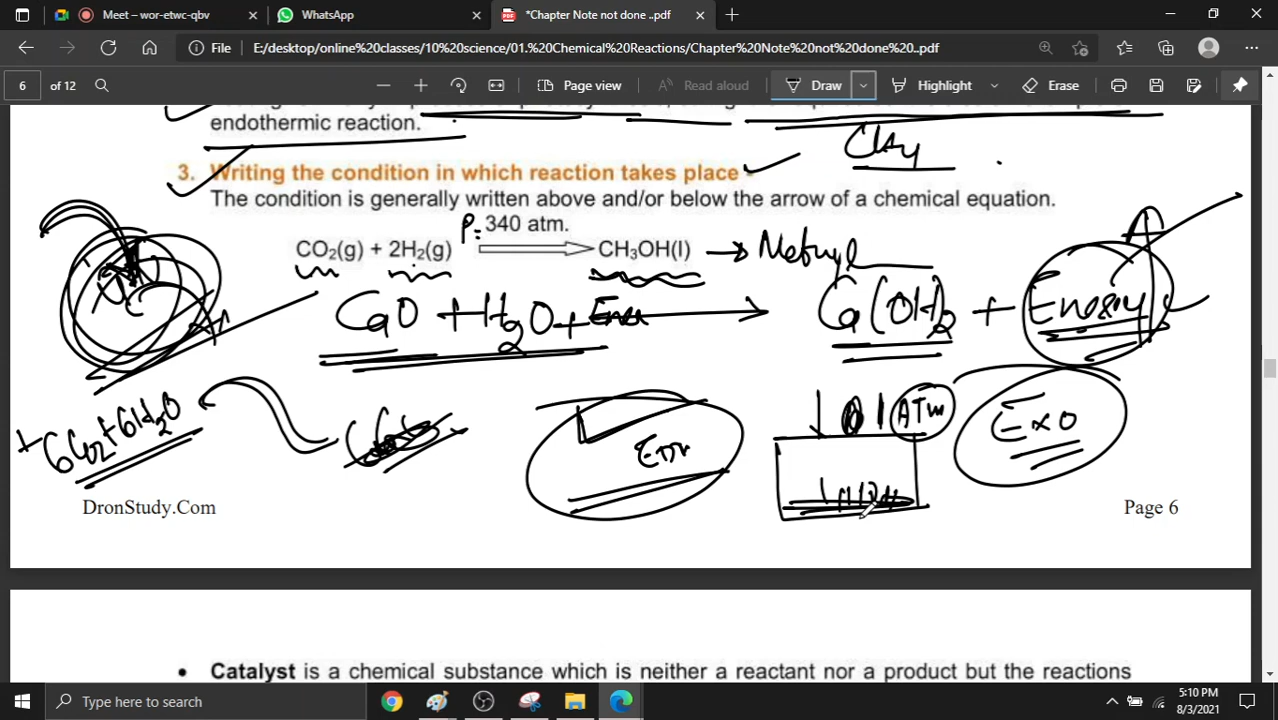 Meet – wor-etwc-qbv
WhatsApp
*Chapter Note not done ..pdf
File
E:/desktop/online%20classes/10%20science/01.%20Chemical%20Reactions/Chapter%20Note%20not%20done%20..pdf
6 of 12
Page view
Read aloud
Draw
Highlight
Erase
endothermic reaction.
Clay
3. Writing the condition in which reaction takes place -
The condition is generally written above and/or below the arrow of a chemical equation.
P= 340 atm.
CO₂(g) + 2H₂(g) ⟹ CH₃OH(l) → Methyl
CaO + H₂O + Ener → Ca(OH)₂ + Energy
+6CO₂+6H₂O
Enr
1 ATM
Exo
DronStudy.Com
Page 6
• Catalyst is a chemical substance which is neither a reactant nor a product but the reactions
Type here to search
5:10 PM
8/3/2021